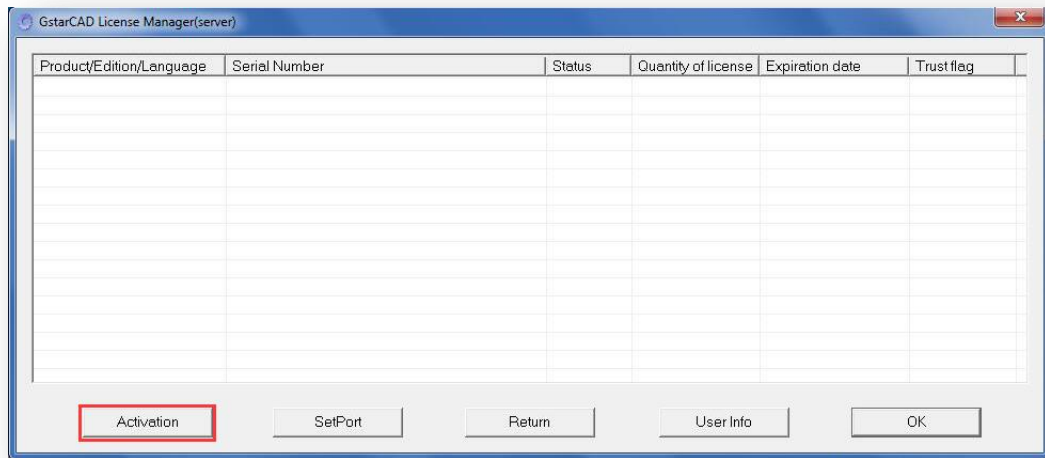 GstarCAD License Manager(server)
Product/Edition/Language Serial Number Status Quantity of license Expiration date Trust flag
Activation SetPort Return User Info OK